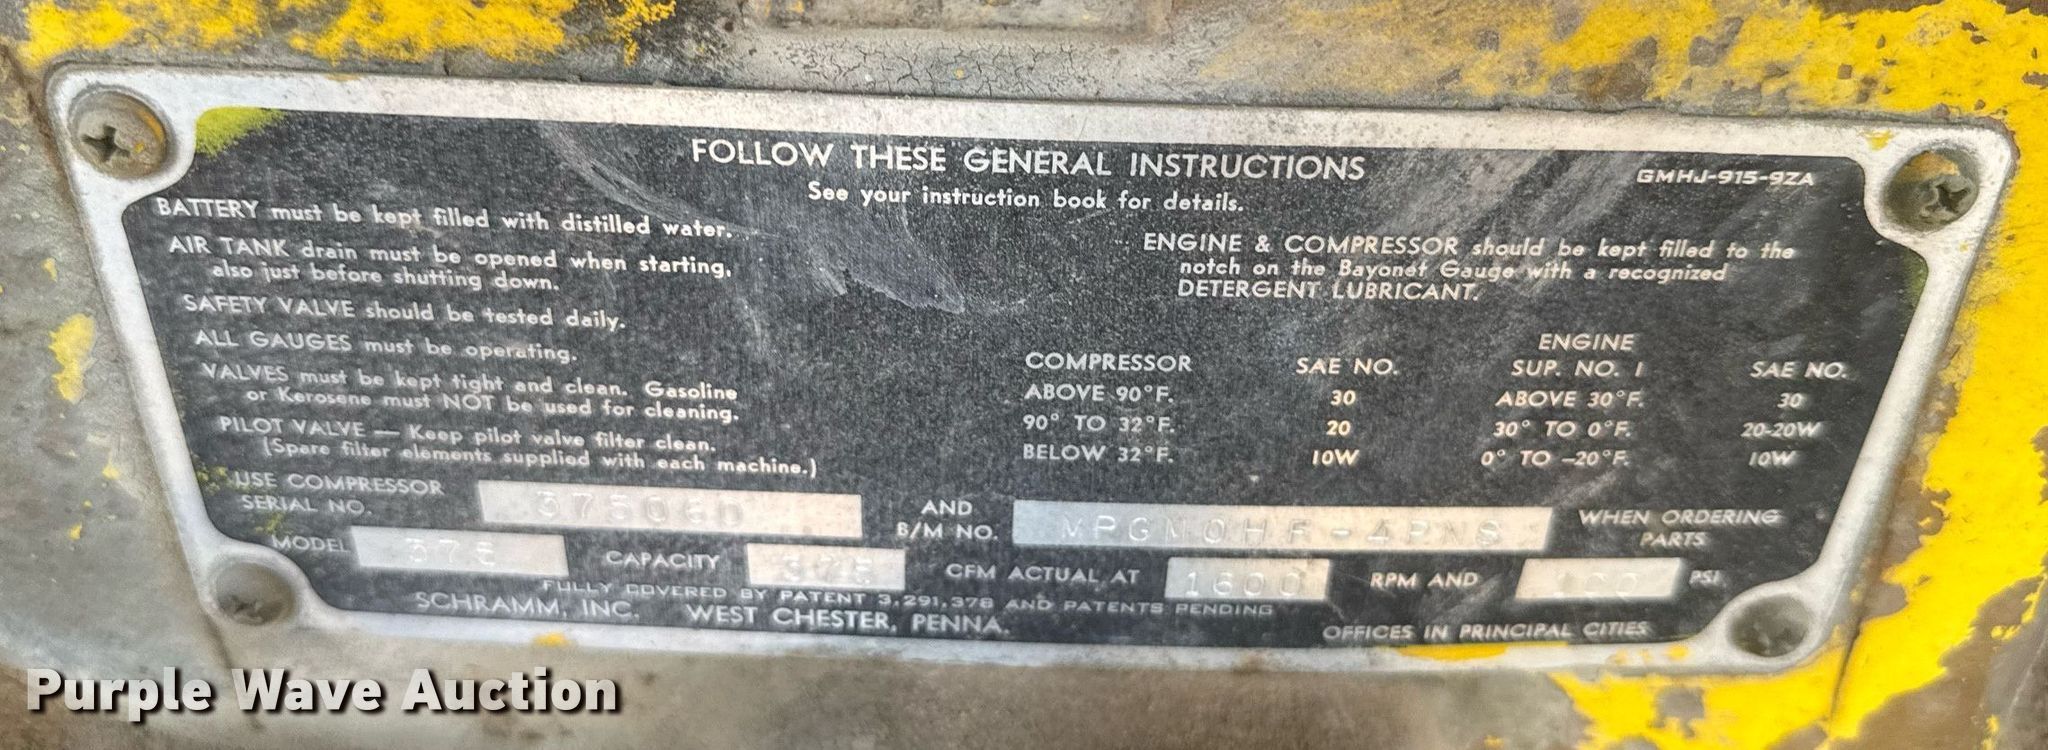 FOLLOW THESE GENERAL INSTRUCTIONS
See your instruction book for details.
GMHJ-915-9ZA
BATTERY must be kept filled with distilled water.
AIR TANK drain must be opened when starting,
also just before shutting down.
SAFETY VALVE should be tested daily.
ALL GAUGES must be operating.
VALVES must be kept tight and clean. Gasoline
or Kerosene must NOT be used for cleaning.
PILOT VALVE — Keep pilot valve filter clean.
(Spare filter elements supplied with each machine.)
ENGINE & COMPRESSOR should be kept filled to the
notch on the Bayonet Gauge with a recognized
DETERGENT LUBRICANT.
ENGINE
COMPRESSOR SAE NO. SUP. NO. 1 SAE NO.
ABOVE 90°F. 30 ABOVE 30°F. 30
90° TO 32°F. 20 30° TO 0°F. 20-20W
BELOW 32°F. 10W 0° TO -20°F. 10W
USE COMPRESSOR
SERIAL NO. AND
B/M NO. WHEN ORDERING
PARTS
MODEL CAPACITY CFM ACTUAL AT 1600 RPM AND 100 PSI.
FULLY COVERED BY PATENT 3,291,378 AND PATENTS PENDING
SCHRAMM, INC. WEST CHESTER, PENNA. OFFICES IN PRINCIPAL CITIES
Purple Wave Auction